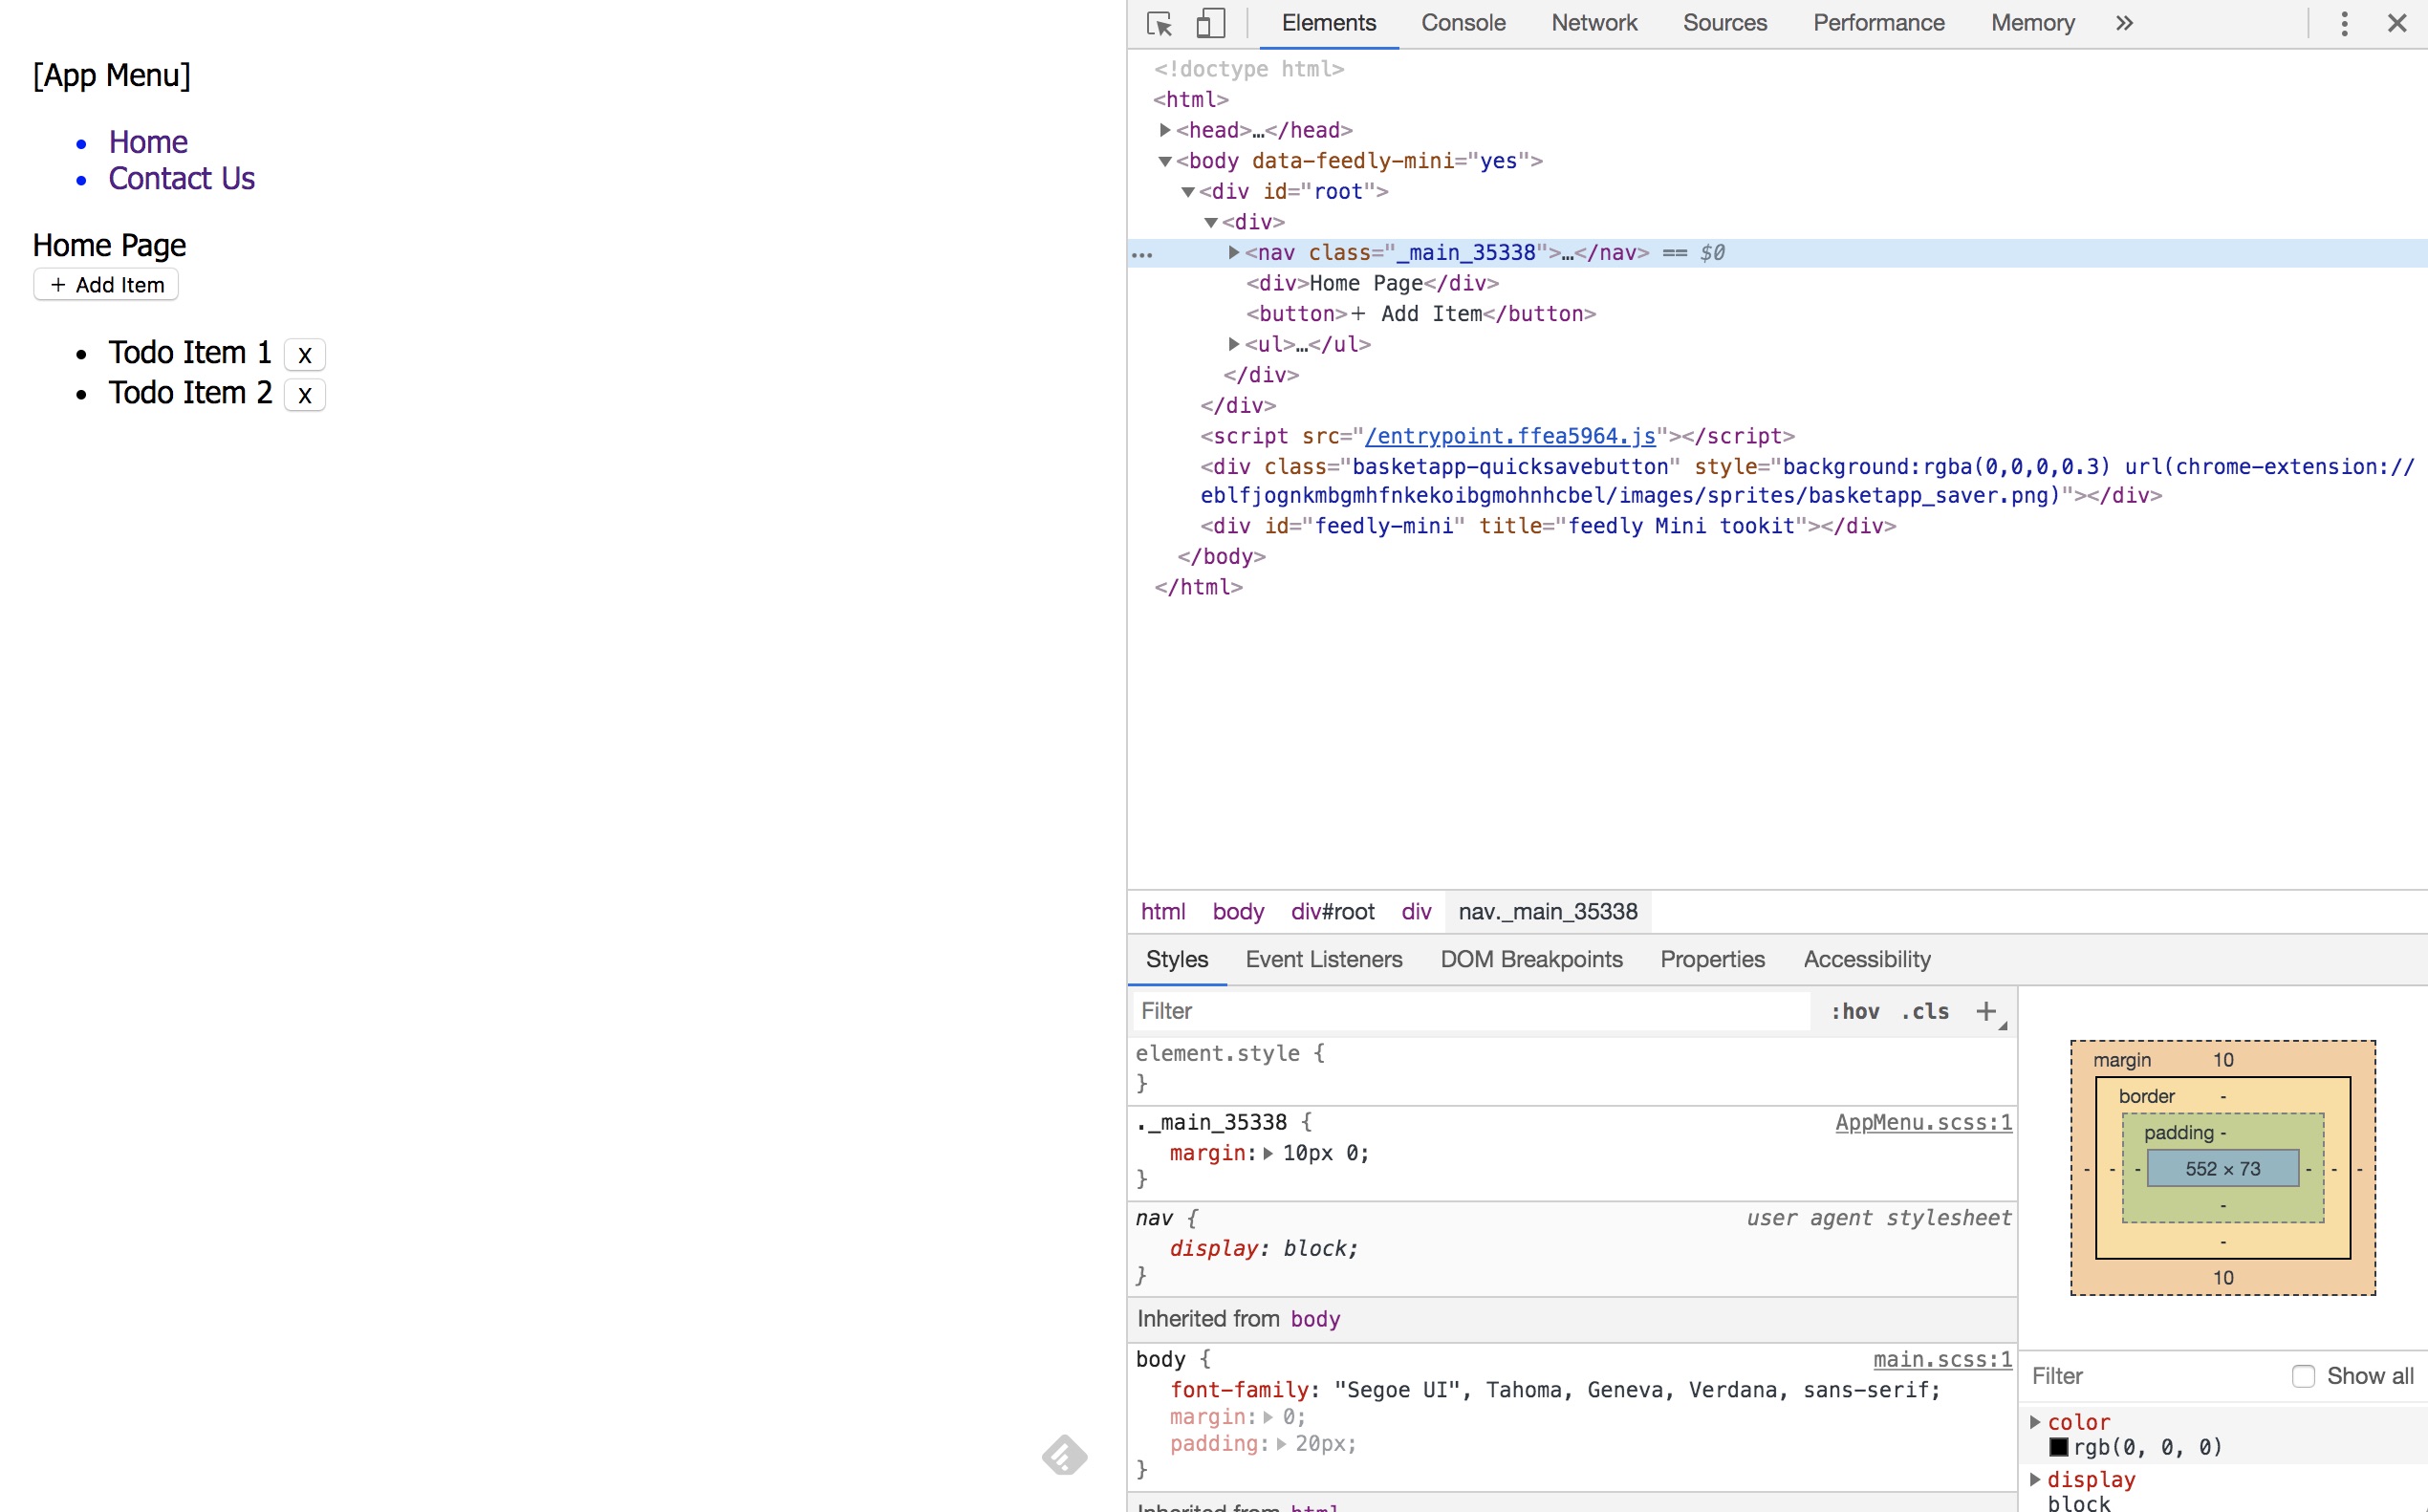 [App Menu]
• Home
• Contact Us
Home Page
+ Add Item
• Todo Item 1 x
• Todo Item 2 x
Elements Console Network Sources Performance Memory »
<!doctype html>
<html>
<head>…</head>
<body data-feedly-mini="yes">
<div id="root">
<div>
<nav class="_main_35338">…</nav> == $0
<div>Home Page</div>
<button>+ Add Item</button>
<ul>…</ul>
</div>
</div>
<script src="/entrypoint.ffea5964.js"></script>
<div class="basketapp-quicksavebutton" style="background:rgba(0,0,0,0.3) url(chrome-extension://
eblfjognkmbgmhfnkekoibgmohnhcbel/images/sprites/basketapp_saver.png)"></div>
<div id="feedly-mini" title="feedly Mini tookit"></div>
</body>
</html>
html body div#root div nav._main_35338
Styles Event Listeners DOM Breakpoints Properties Accessibility
Filter :hov .cls +
element.style {
}
._main_35338 { AppMenu.scss:1
margin: 10px 0;
}
nav { user agent stylesheet
display: block;
}
Inherited from body
body { main.scss:1
font-family: "Segoe UI", Tahoma, Geneva, Verdana, sans-serif;
margin: 0;
padding: 20px;
}
Inherited from html
margin 10
border -
padding -
- - - 552 × 73 - - -
-
-
10
Filter Show all
color
rgb(0, 0, 0)
display
block